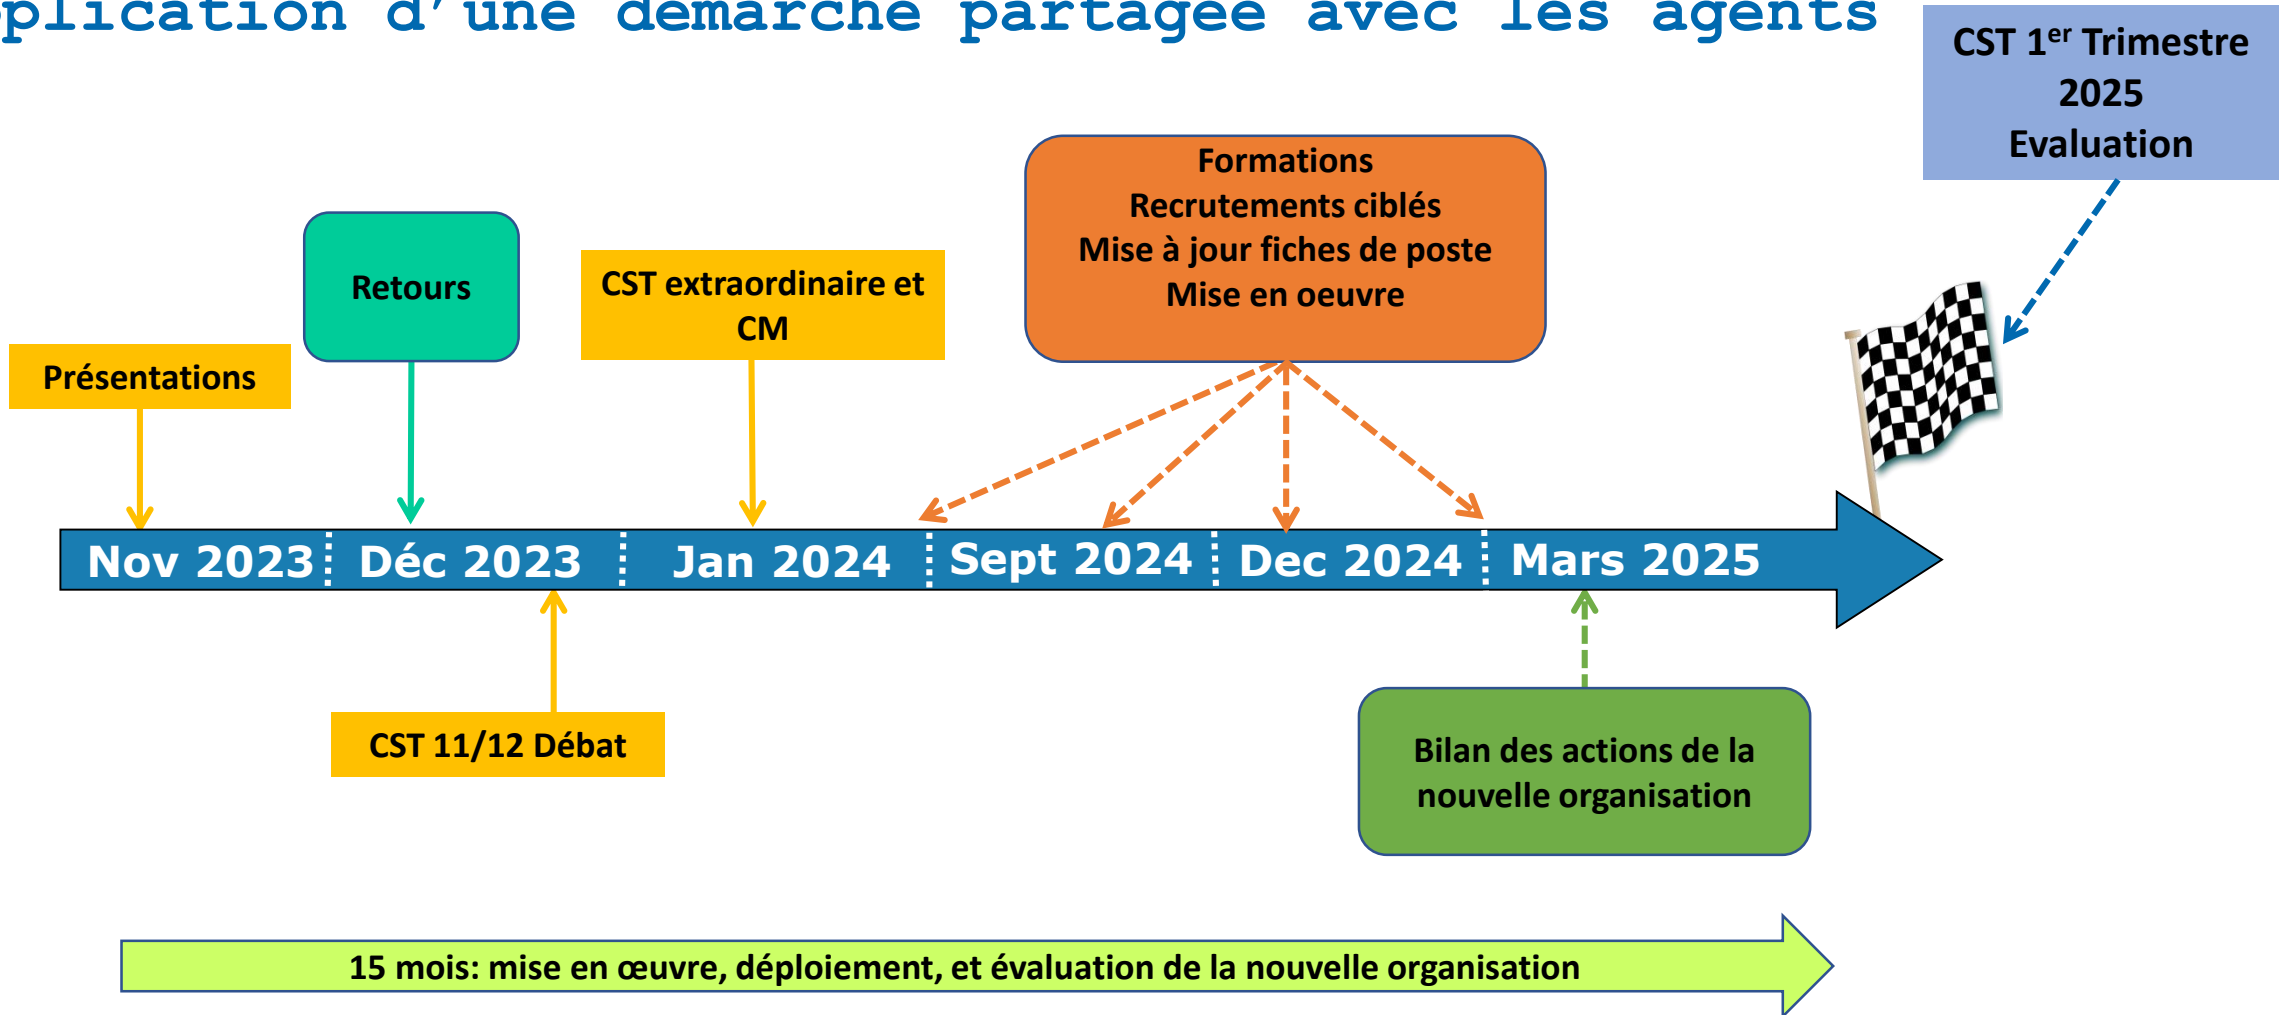 plication d'une démarche partagée avec les agents
CST 1er Trimestre
2025
Evaluation
Formations
Recrutements ciblés
Mise à jour fiches de poste
Mise en oeuvre
Retours
CST extraordinaire et
CM
Présentations
Nov 2023 Déc 2023 Jan 2024 Sept 2024 Dec 2024 Mars 2025
CST 11/12 Débat
Bilan des actions de la
nouvelle organisation
15 mois: mise en œuvre, déploiement, et évaluation de la nouvelle organisation